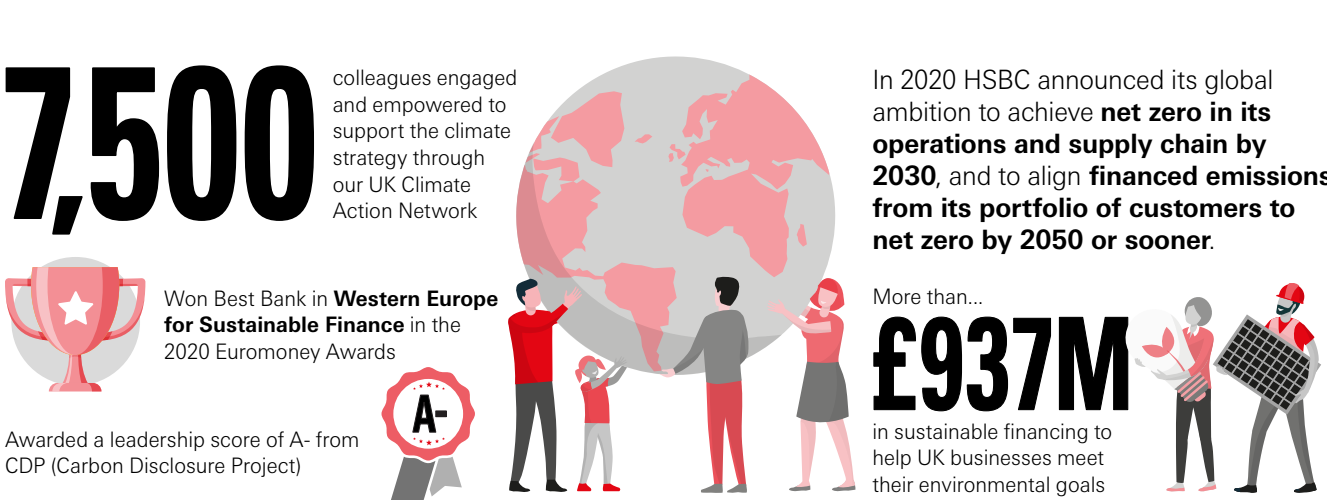 7,500
colleagues engaged
and empowered to
support the climate
strategy through
our UK Climate
Action Network
Won Best Bank in Western Europe
for Sustainable Finance in the
2020 Euromoney Awards
A-
Awarded a leadership score of A- from
CDP (Carbon Disclosure Project)
In 2020 HSBC announced its global
ambition to achieve net zero in its
operations and supply chain by
2030, and to align financed emissions
from its portfolio of customers to
net zero by 2050 or sooner.
More than...
£937M
in sustainable financing to
help UK businesses meet
their environmental goals